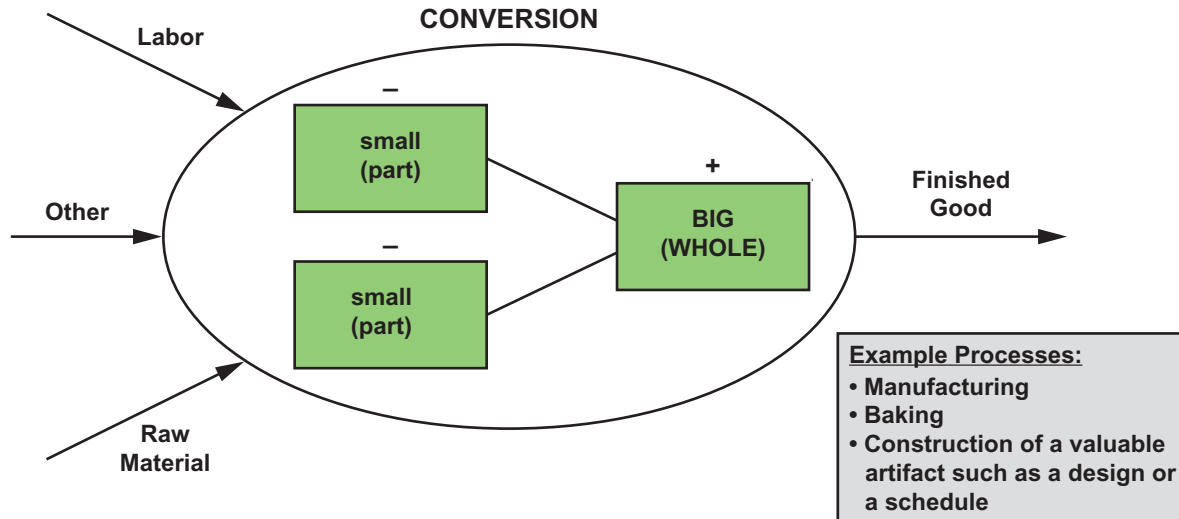 CONVERSION
Labor
Other
Raw
Material
–
small
(part)
–
small
(part)
+
BIG
(WHOLE)
Finished
Good
Example Processes:
• Manufacturing
• Baking
• Construction of a valuable
artifact such as a design or
a schedule